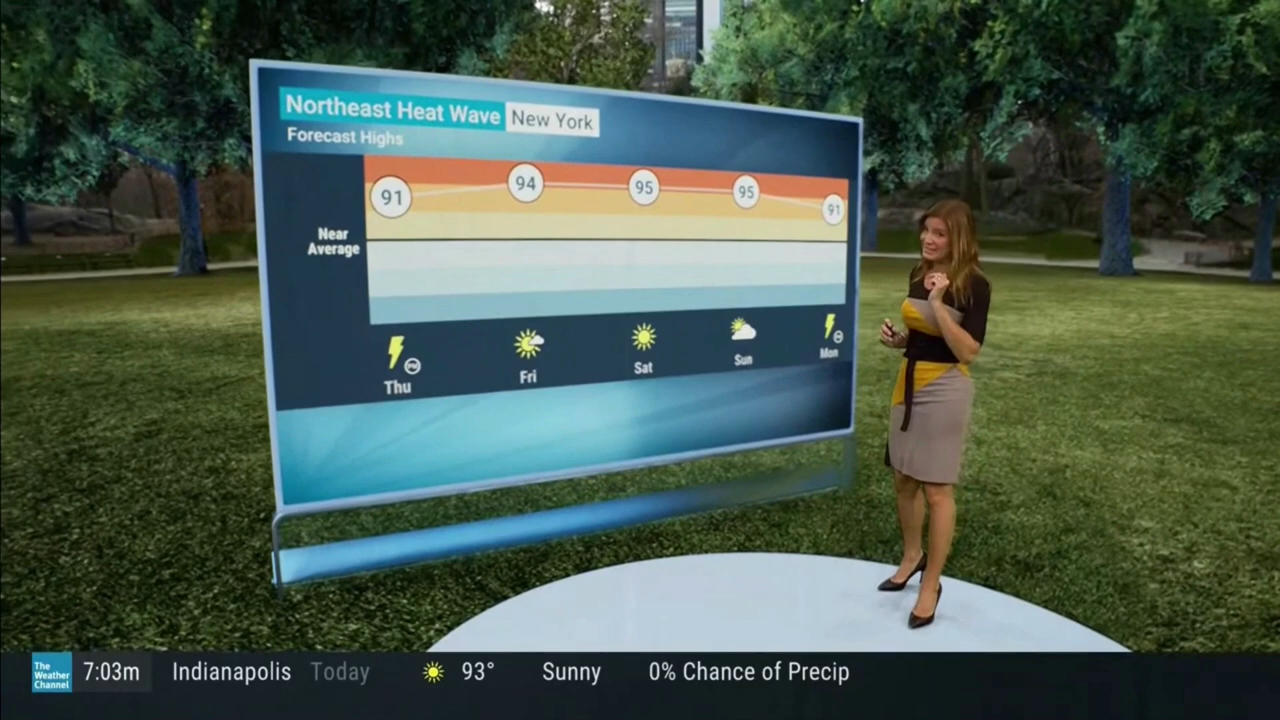 Northeast Heat Wave New York
Forecast Highs
91 94 95 95 91
Near
Average
PM
Thu Fri Sat Sun Mon
The
Weather
Channel
7:03m Indianapolis Today 93° Sunny 0% Chance of Precip